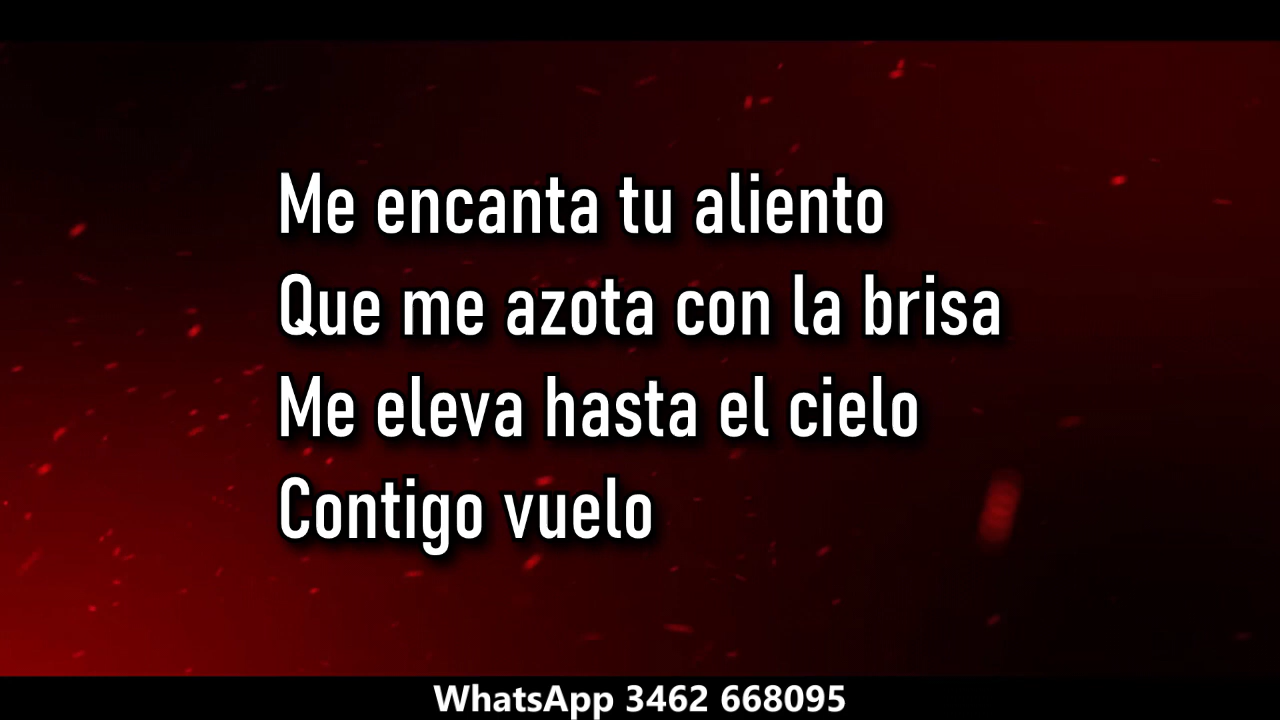 Me encanta tu aliento
Que me azota con la brisa
Me eleva hasta el cielo
Contigo vuelo
WhatsApp 3462 668095